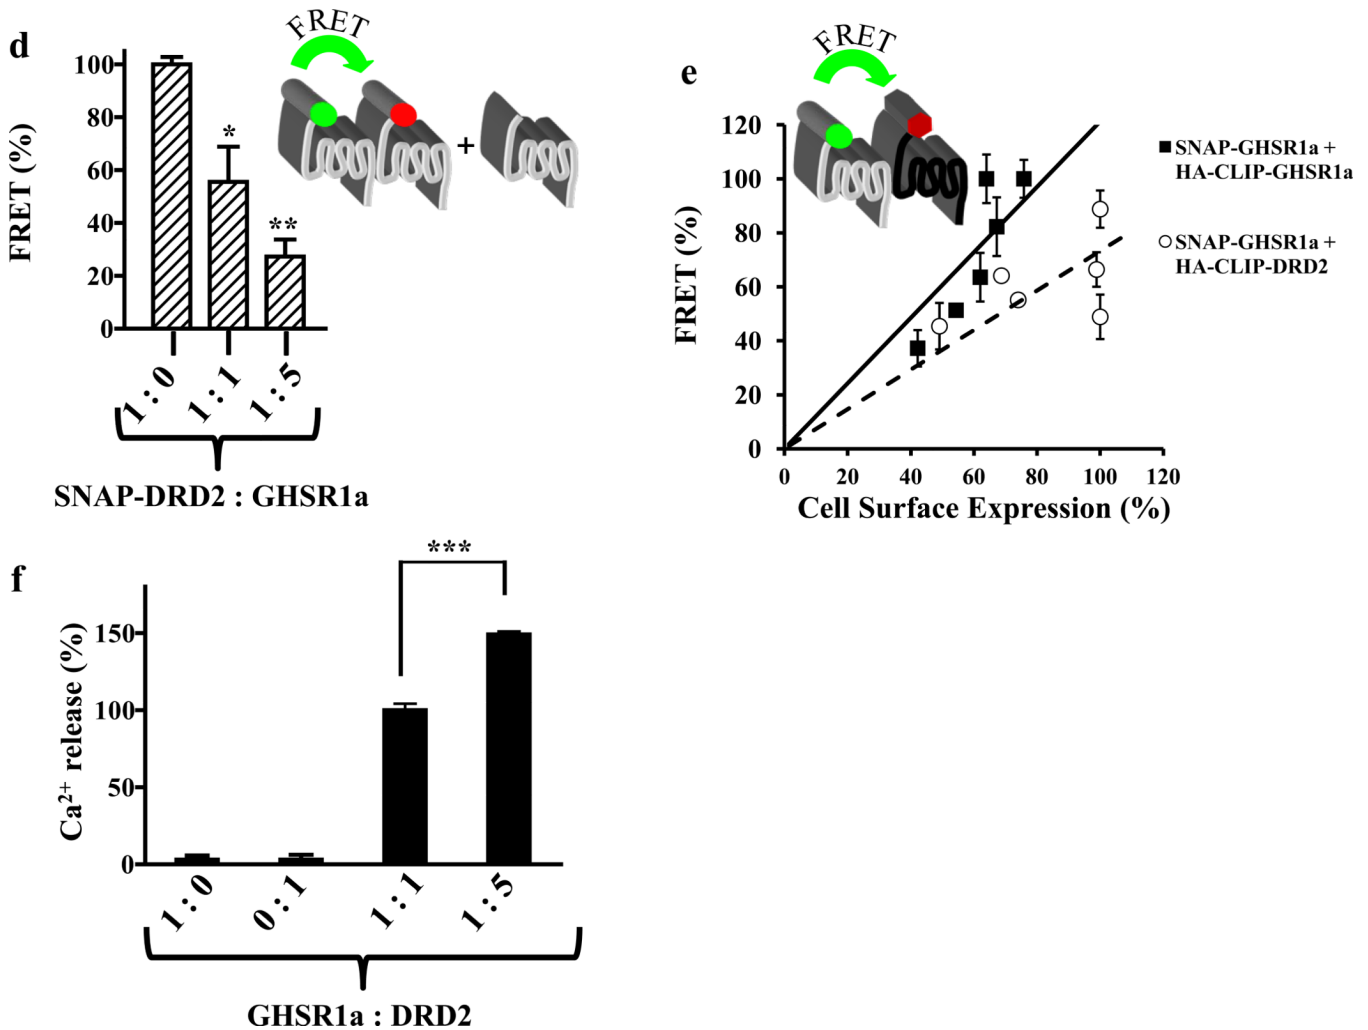 d
FRET
FRET (%)
100
80
60
40
20
0
*
**
+
1 : 0
1 : 1
1 : 5
SNAP-DRD2 : GHSR1a
e
FRET
FRET (%)
120
100
80
60
40
20
0
0 20 40 60 80 100 120
Cell Surface Expression (%)
SNAP-GHSR1a +
HA-CLIP-GHSR1a
SNAP-GHSR1a +
HA-CLIP-DRD2
f
***
Ca²⁺ release (%)
150
100
50
0
1 : 0
0 : 1
1 : 1
1 : 5
GHSR1a : DRD2